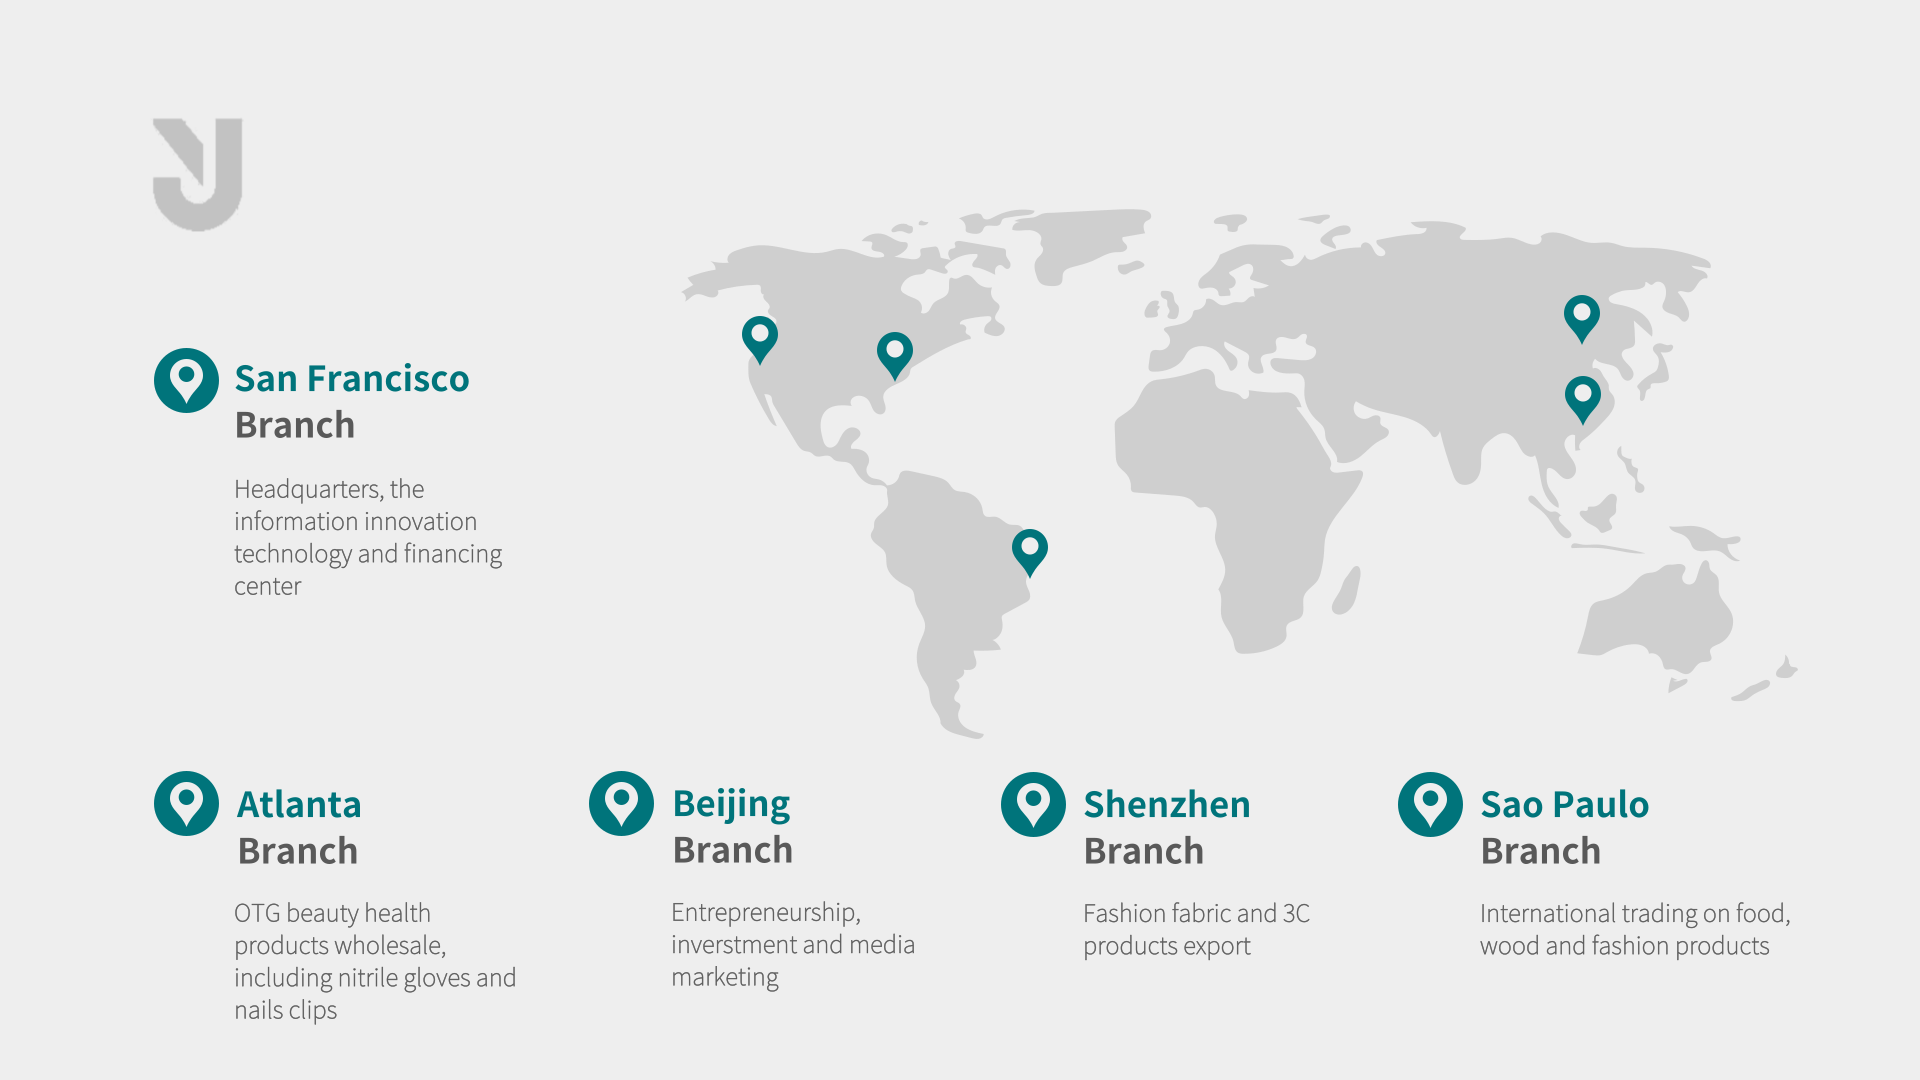 San Francisco
Branch
Headquarters, the
information innovation
technology and financing
center
Atlanta
Branch
OTG beauty health
products wholesale,
including nitrile gloves and
nails clips
Beijing
Branch
Entrepreneurship,
inverstment and media
marketing
Shenzhen
Branch
Fashion fabric and 3C
products export
Sao Paulo
Branch
International trading on food,
wood and fashion products